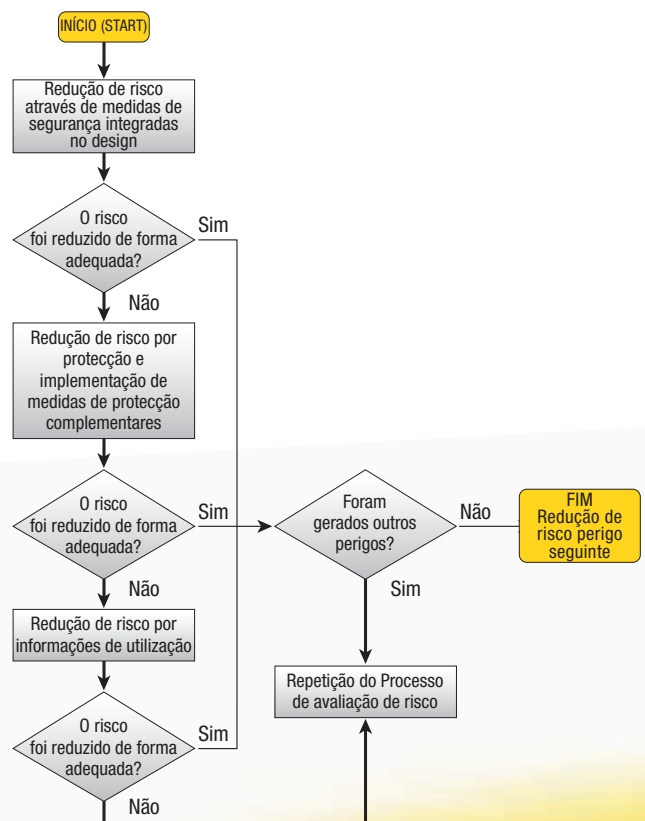 INÍCIO (START)
Redução de risco
através de medidas de
segurança integradas
no design
O risco
foi reduzido de forma
adequada?
Sim
Não
Redução de risco por
protecção e
implementação de
medidas de protecção
complementares
O risco
foi reduzido de forma
adequada?
Sim
Foram
gerados outros
perigos?
Não
FIM
Redução de
risco perigo
seguinte
Não
Sim
Redução de risco por
informações de utilização
Repetição do Processo
de avaliação de risco
O risco
foi reduzido de forma
adequada?
Sim
Não